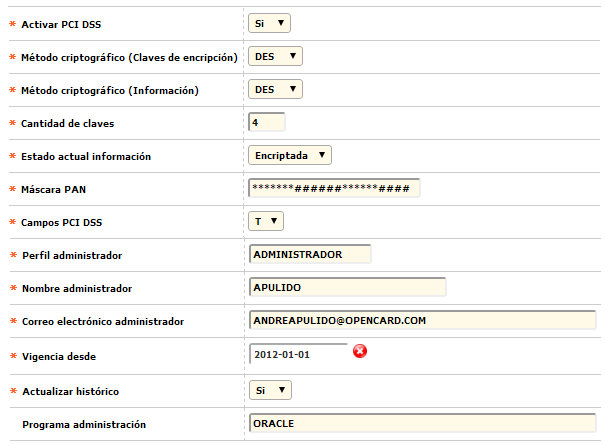 * Activar PCI DSS Si
* Método criptográfico (Claves de encripción) DES
* Método criptográfico (Información) DES
* Cantidad de claves 4
* Estado actual información Encriptada
* Máscara PAN *******######******####
* Campos PCI DSS T
* Perfil administrador ADMINISTRADOR
* Nombre administrador APULIDO
* Correo electrónico administrador ANDREAPULIDO@OPENCARD.COM
* Vigencia desde 2012-01-01
* Actualizar histórico Si
Programa administración ORACLE